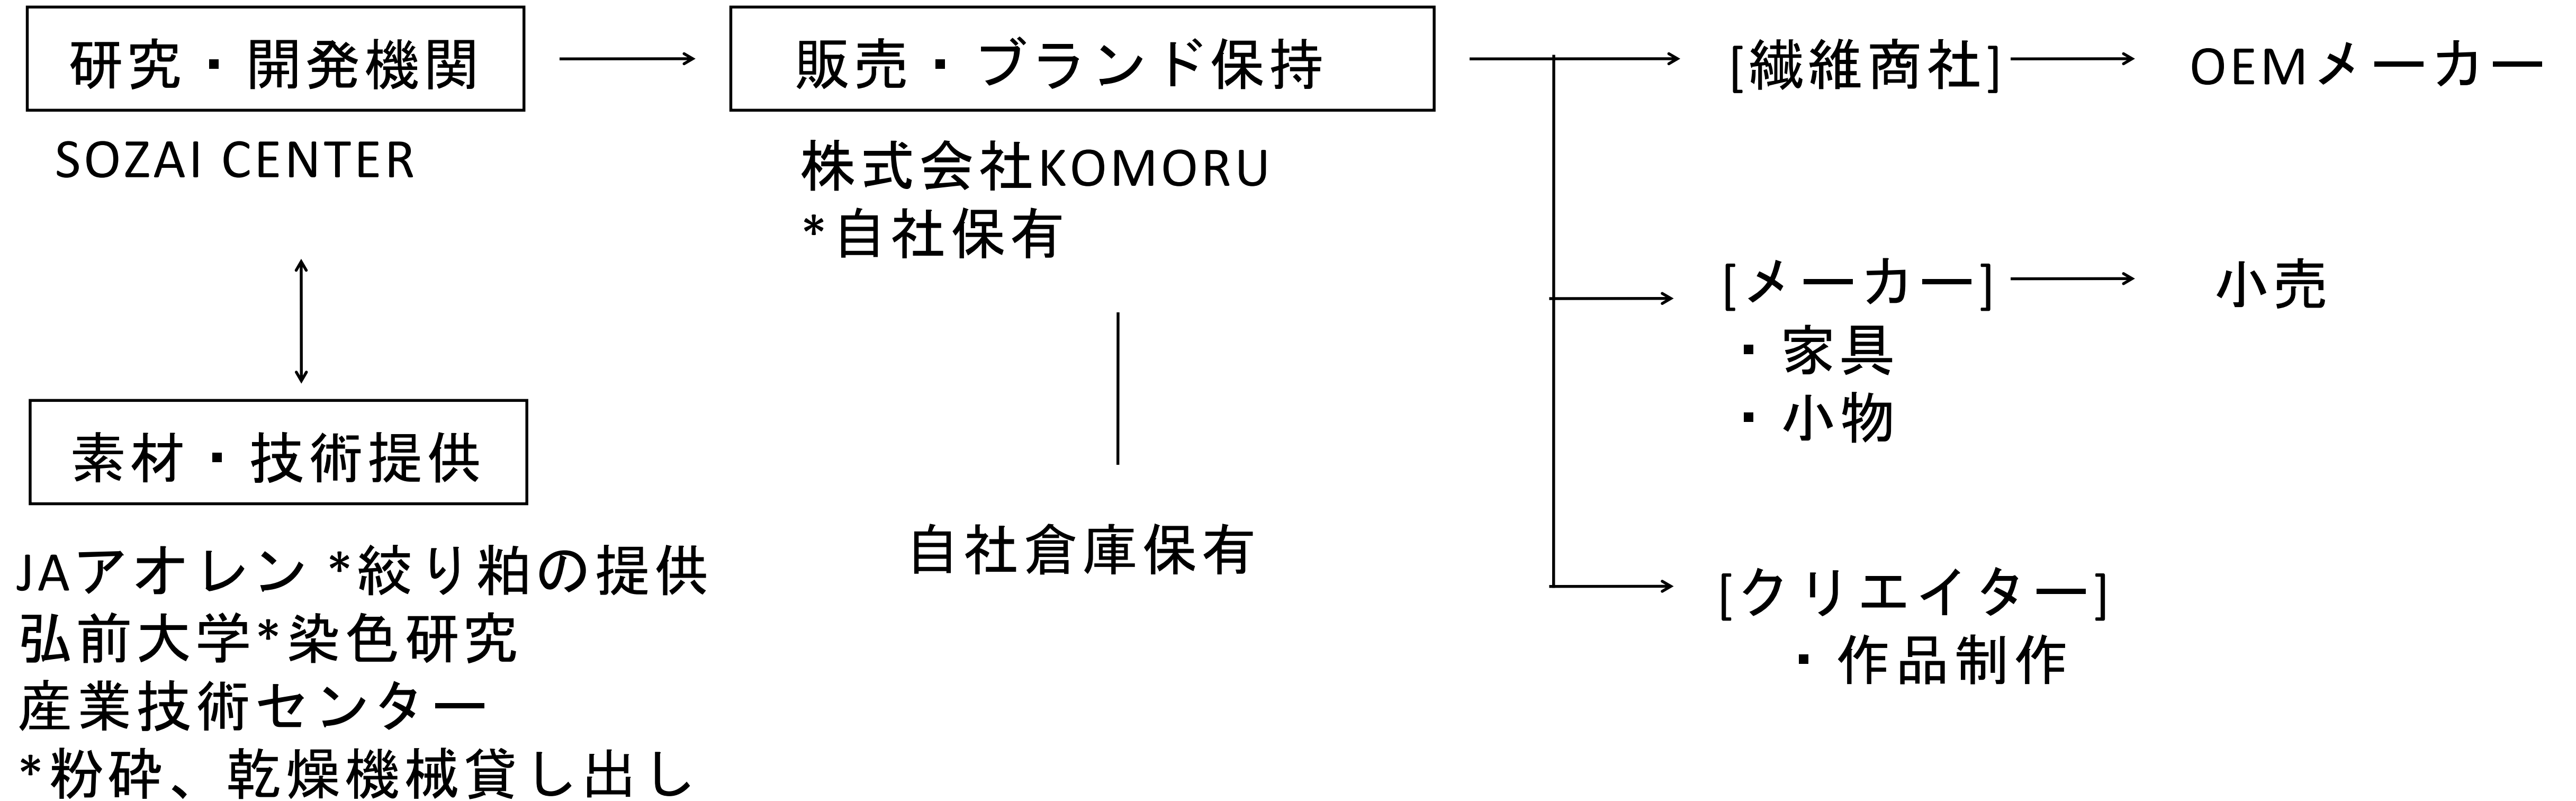 研究・開発機関
SOZAI CENTER
素材・技術提供
JAアオレン *絞り粕の提供
弘前大学*染色研究
産業技術センター
*粉砕、乾燥機械貸し出し
販売・ブランド保持
株式会社KOMORU
*自社保有
自社倉庫保有
[繊維商社]
OEMメーカー
[メーカー]
・家具
・小物
小売
[クリエイター]
・作品制作